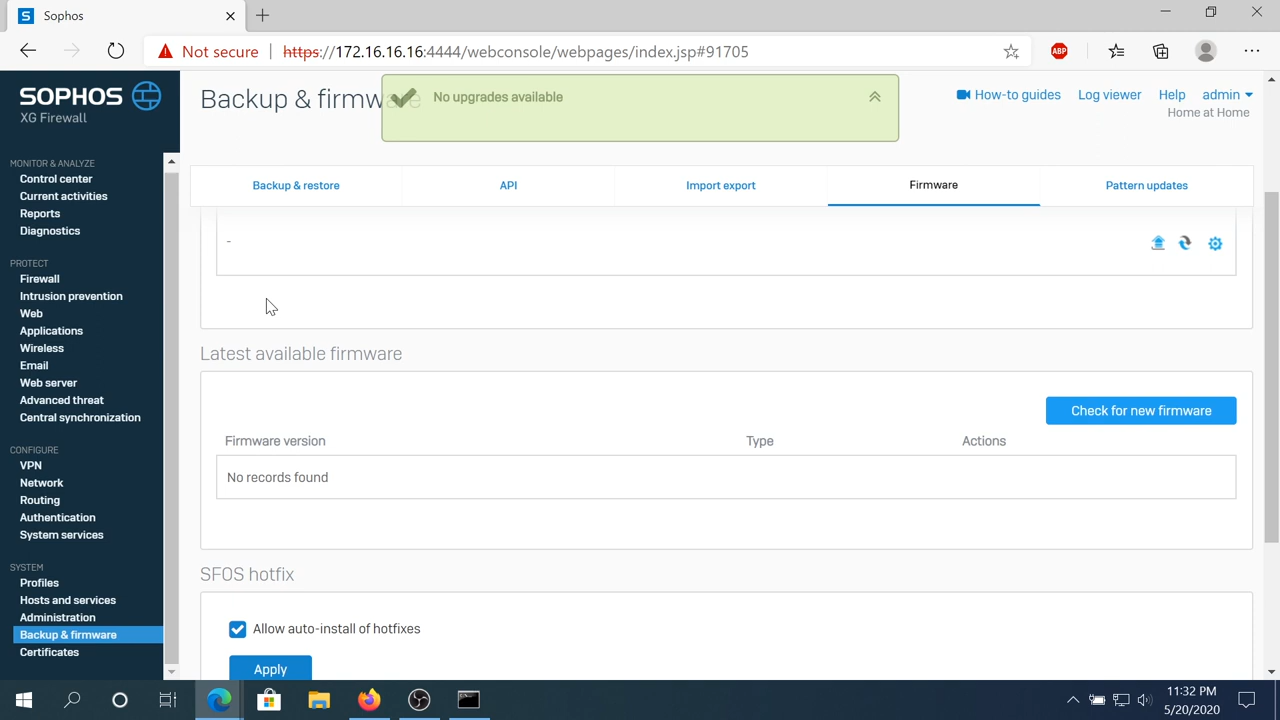 Sophos
Not secure
https://172.16.16.16:4444/webconsole/webpages/index.jsp#91705
ABP
SOPHOS
XG Firewall
Backup & firmware
No upgrades available
How-to guides
Log viewer
Help
admin
Home at Home
MONITOR & ANALYZE
Control center
Current activities
Reports
Diagnostics
PROTECT
Firewall
Intrusion prevention
Web
Applications
Wireless
Email
Web server
Advanced threat
Central synchronization
CONFIGURE
VPN
Network
Routing
Authentication
System services
SYSTEM
Profiles
Hosts and services
Administration
Backup & firmware
Certificates
Backup & restore
API
Import export
Firmware
Pattern updates
-
Latest available firmware
Check for new firmware
Firmware version
Type
Actions
No records found
SFOS hotfix
Allow auto-install of hotfixes
Apply
11:32 PM
5/20/2020